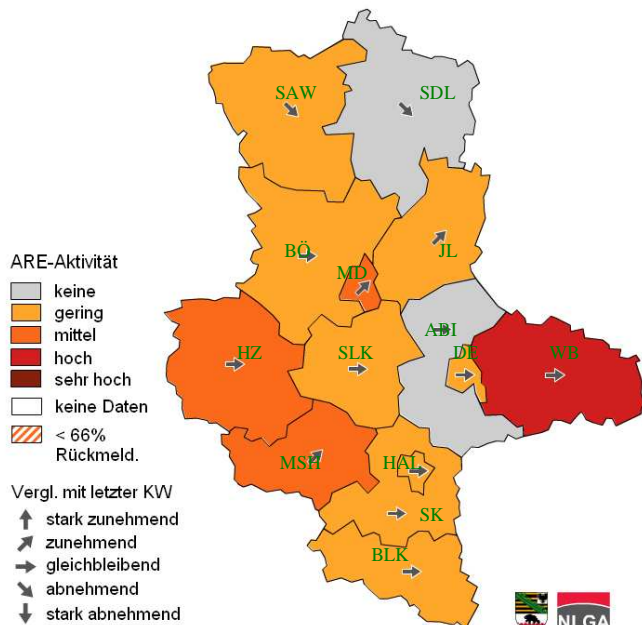 SAW
SDL
BÖ
MD
JL
ARE-Aktivität
keine
gering
mittel
hoch
sehr hoch
keine Daten
< 66%
Rückmeld.
HZ
SLK
ABI
DE
WB
MSH
HAL
SK
BLK
Vergl. mit letzter KW
stark zunehmend
zunehmend
gleichbleibend
abnehmend
stark abnehmend
NLGA